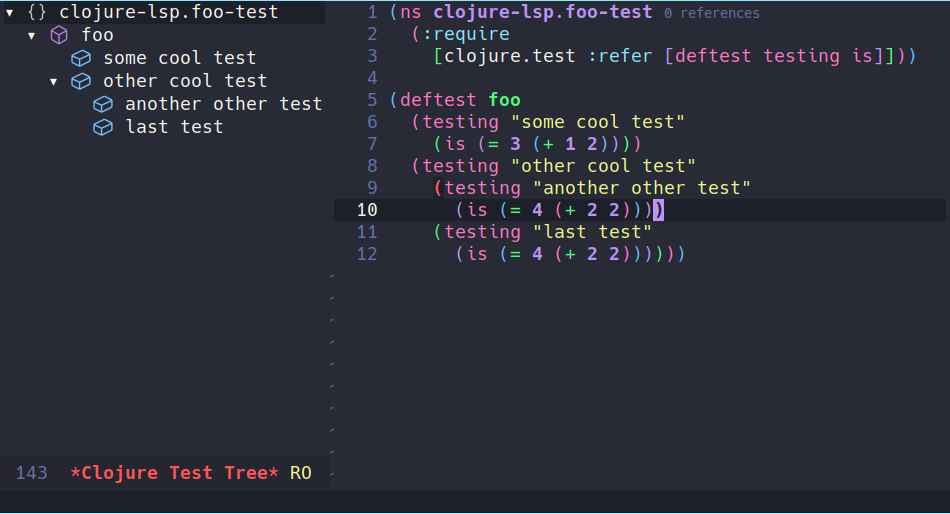 {} clojure-lsp.foo-test
foo
some cool test
other cool test
another other test
last test
143 *Clojure Test Tree* RO
1 (ns clojure-lsp.foo-test 0 references
2 (:require
3 [clojure.test :refer [deftest testing is]]))
4
5 (deftest foo
6 (testing "some cool test"
7 (is (= 3 (+ 1 2))))
8 (testing "other cool test"
9 (testing "another other test"
10 (is (= 4 (+ 2 2))))
11 (testing "last test"
12 (is (= 4 (+ 2 2))))))